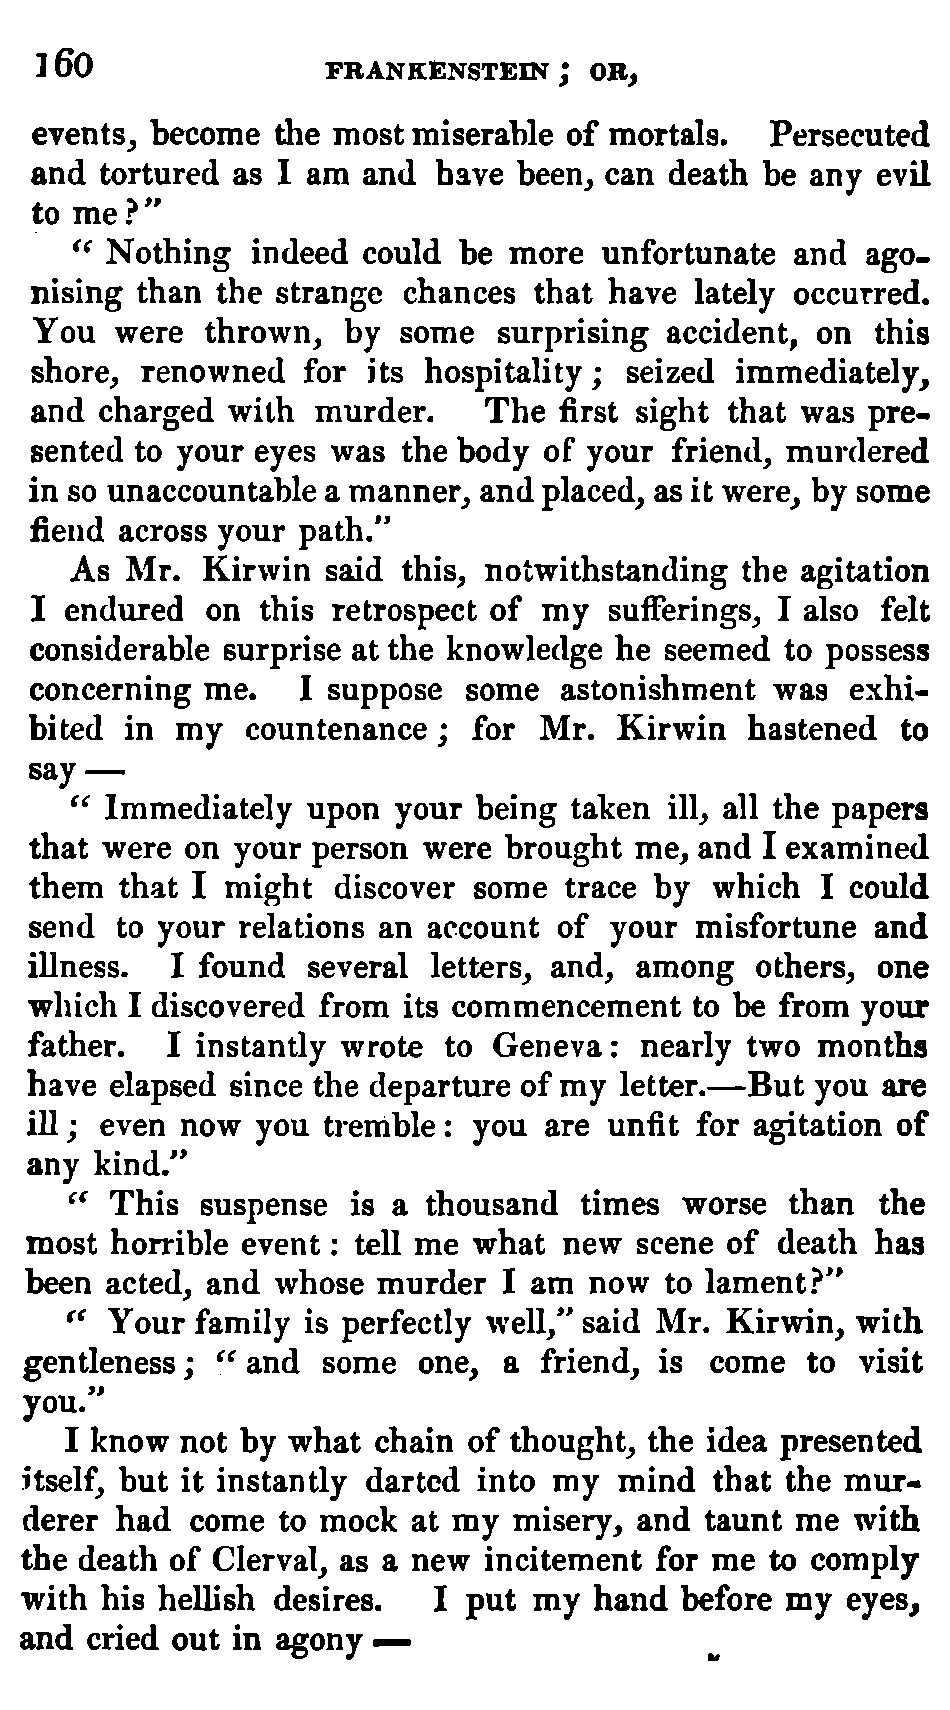 160 FRANKENSTEIN; OR,
events, become the most miserable of mortals. Persecuted
and tortured as I am and have been, can death be any evil
to me?"
" Nothing indeed could be more unfortunate and ago-
nising than the strange chances that have lately occurred.
You were thrown, by some surprising accident, on this
shore, renowned for its hospitality; seized immediately,
and charged with murder. The first sight that was pre-
sented to your eyes was the body of your friend, murdered
in so unaccountable a manner, and placed, as it were, by some
fiend across your path."
As Mr. Kirwin said this, notwithstanding the agitation
I endured on this retrospect of my sufferings, I also felt
considerable surprise at the knowledge he seemed to possess
concerning me. I suppose some astonishment was exhi-
bited in my countenance; for Mr. Kirwin hastened to
say —
" Immediately upon your being taken ill, all the papers
that were on your person were brought me, and I examined
them that I might discover some trace by which I could
send to your relations an account of your misfortune and
illness. I found several letters, and, among others, one
which I discovered from its commencement to be from your
father. I instantly wrote to Geneva: nearly two months
have elapsed since the departure of my letter.—But you are
ill; even now you tremble: you are unfit for agitation of
any kind."
" This suspense is a thousand times worse than the
most horrible event: tell me what new scene of death has
been acted, and whose murder I am now to lament?"
" Your family is perfectly well," said Mr. Kirwin, with
gentleness; " and some one, a friend, is come to visit
you."
I know not by what chain of thought, the idea presented
itself, but it instantly darted into my mind that the mur-
derer had come to mock at my misery, and taunt me with
the death of Clerval, as a new incitement for me to comply
with his hellish desires. I put my hand before my eyes,
and cried out in agony —